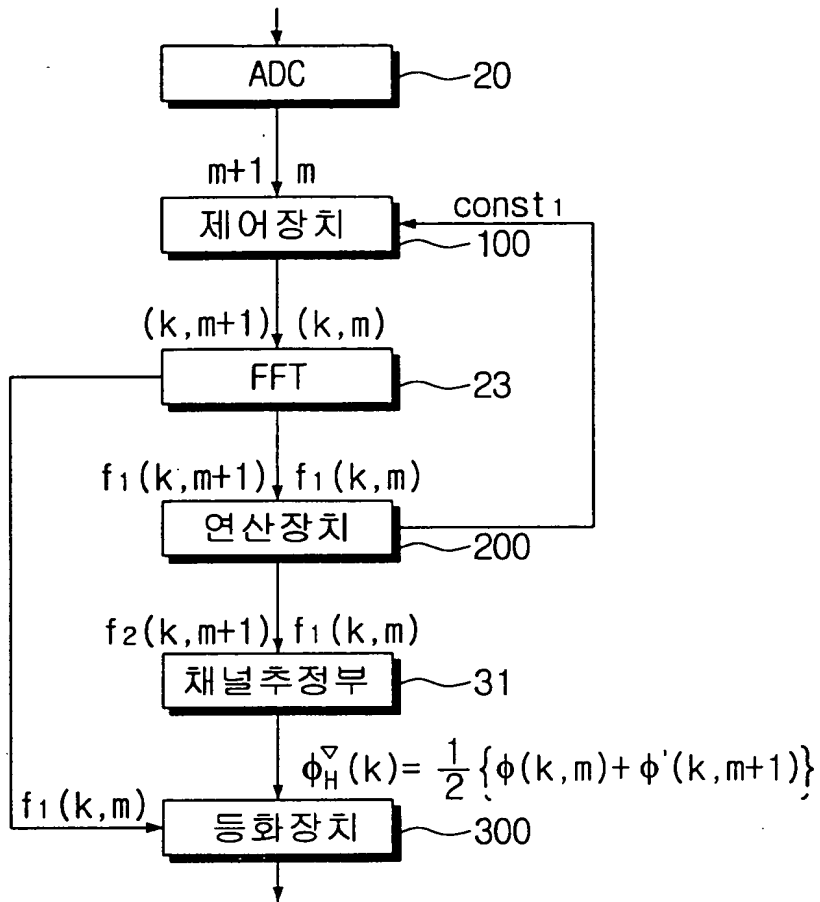 ADC
20
m+1 m
const1
제어장치
100
(k,m+1) (k,m)
FFT
23
f1(k,m+1) f1(k,m)
연산장치
200
f2(k,m+1) f1(k,m)
채널추정부
31
ϕ_H^▽(k)= 1/2 {ϕ(k,m)+ ϕ'(k,m+1)}
f1(k,m)
등화장치
300